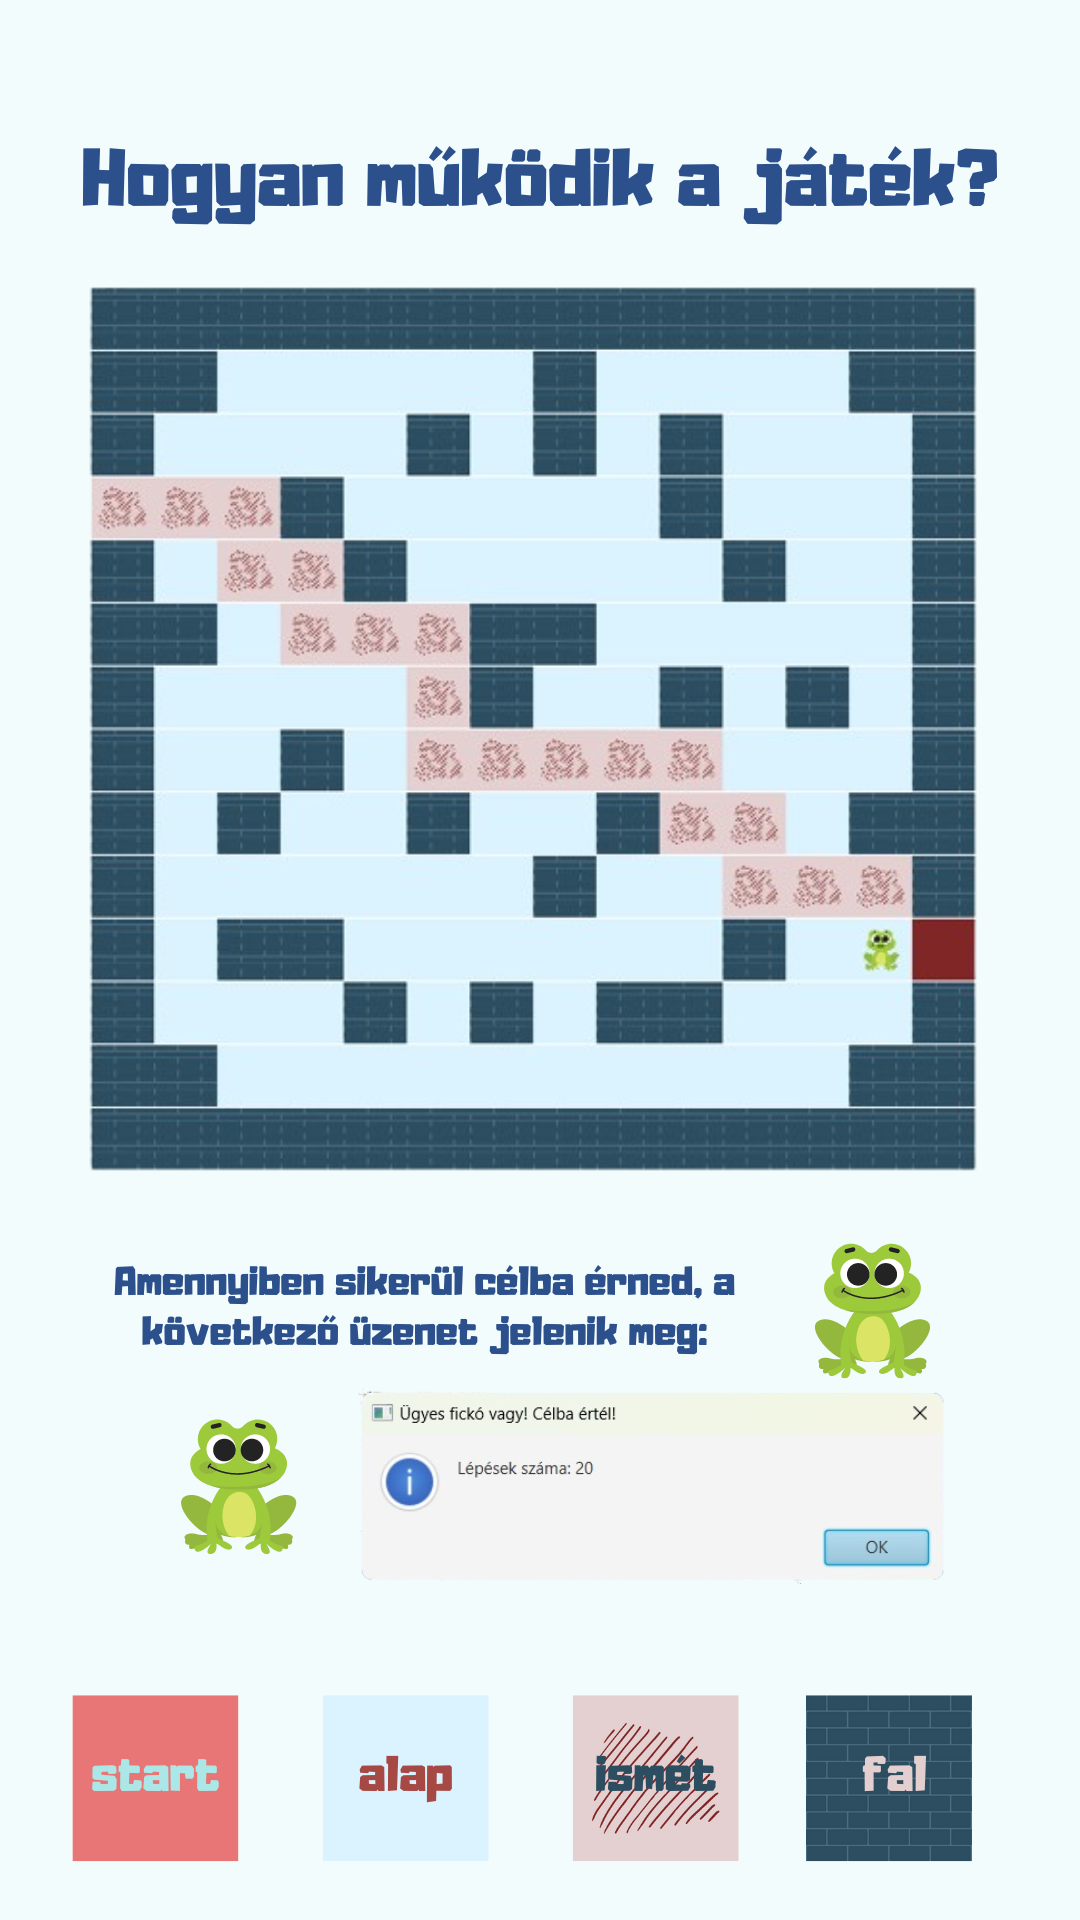 Hogyan működik a játék?
Amennyiben sikerül célba érned, a
következő üzenet jelenik meg:
Ügyes fickó vagy! Célba értél!
Lépések száma: 20
OK
start
alap
ismét
fal